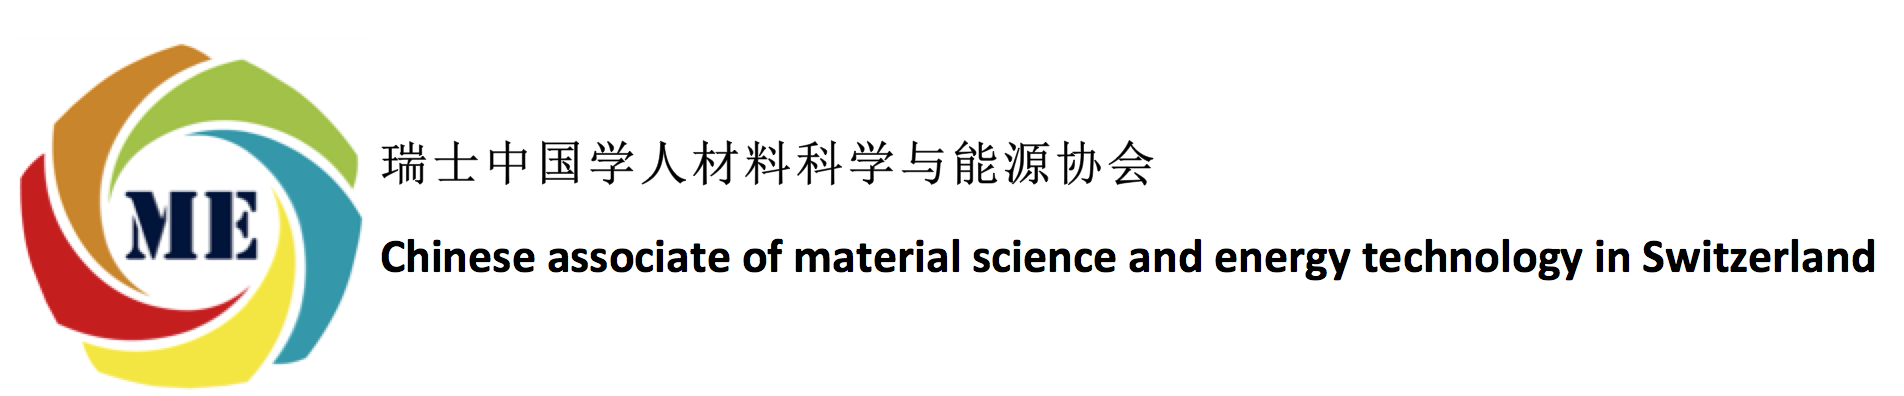 ME
瑞士中国学人材料科学与能源协会
Chinese associate of material science and energy technology in Switzerland